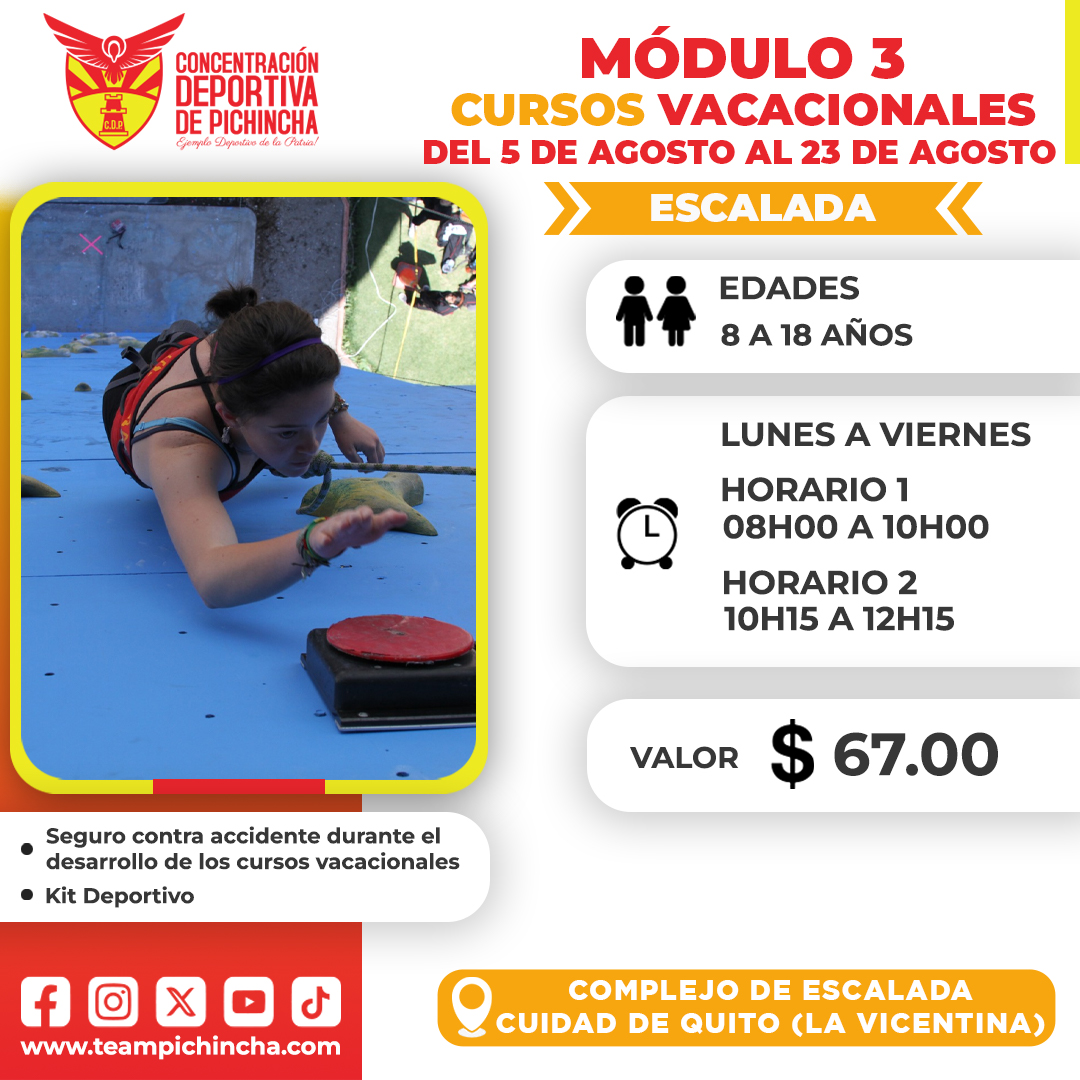 CONCENTRACIÓN
DEPORTIVA
DE PICHINCHA
Ejemplo Deportivo de la Patria!
C.D.P.
MÓDULO 3
CURSOS VACACIONALES
DEL 5 DE AGOSTO AL 23 DE AGOSTO
ESCALADA
EDADES
8 A 18 AÑOS
LUNES A VIERNES
HORARIO 1
08H00 A 10H00
HORARIO 2
10H15 A 12H15
VALOR $ 67.00
• Seguro contra accidente durante el
desarrollo de los cursos vacacionales
• Kit Deportivo
www.teampichincha.com
COMPLEJO DE ESCALADA
CUIDAD DE QUITO (LA VICENTINA)